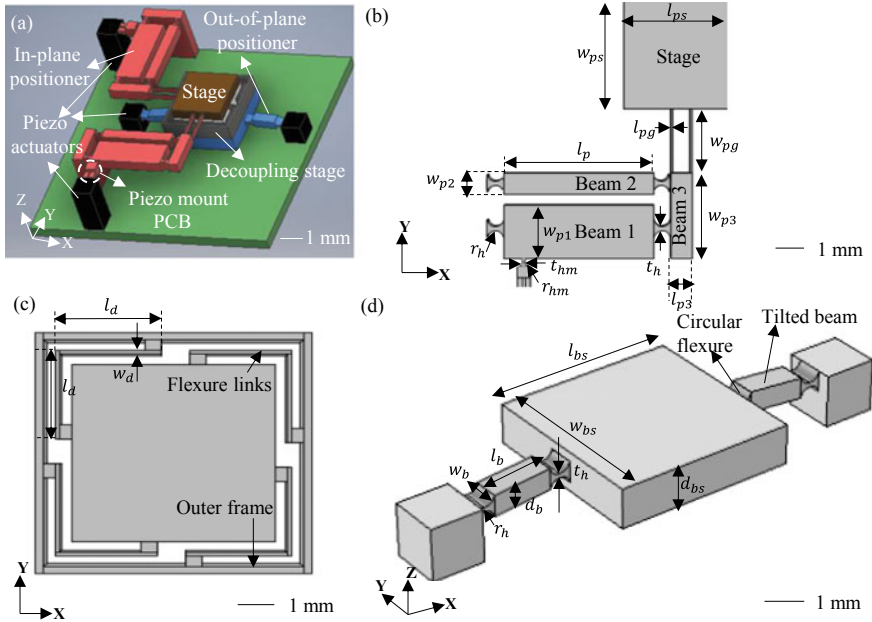 (a)
Out-of-plane
positioner
In-plane
positioner
Stage
Piezo
actuators
Decoupling stage
Piezo mount
PCB
Z
Y
X
1 mm
(b)
l_ps
w_ps
Stage
l_pg
w_pg
l_p
w_p2
Beam 2
Beam 3
w_p3
w_p1
Beam 1
r_h
t_hm
t_h
r_hm
l_p3
Y
X
1 mm
(c)
l_d
w_d
l_d
Flexure links
Outer frame
Y
X
1 mm
(d)
Circular
flexure
Tilted beam
l_bs
w_bs
l_b
w_b
t_h
d_bs
d_b
r_h
Y
Z
X
1 mm